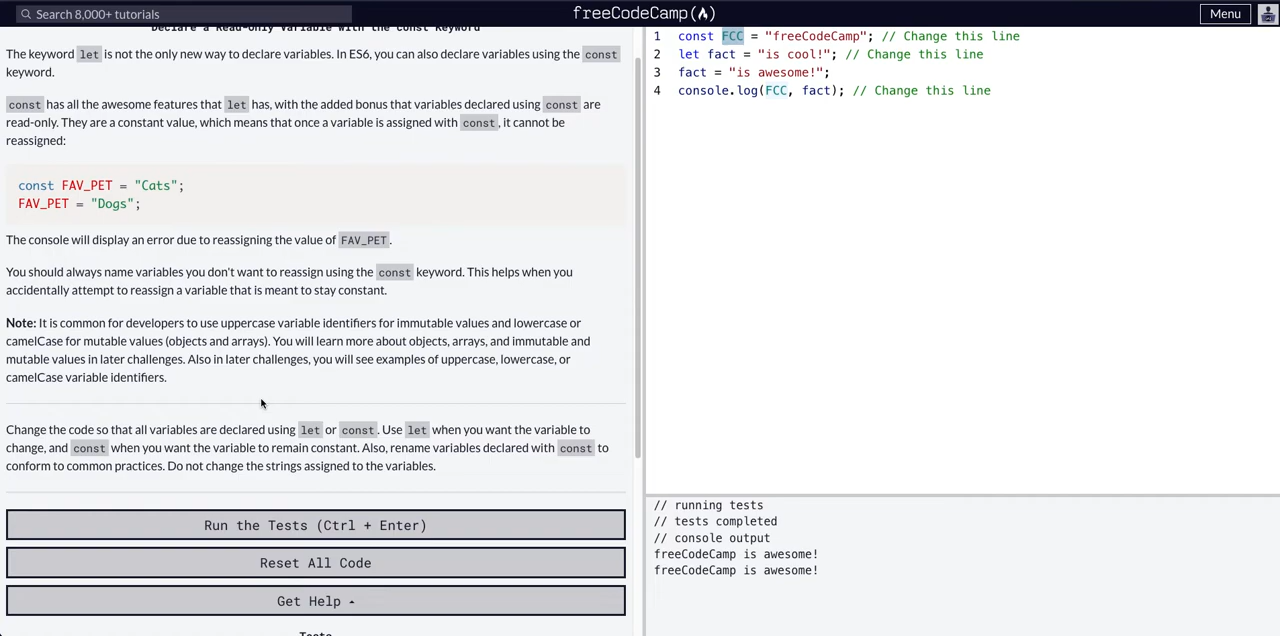 Search 8,000+ tutorials
freeCodeCamp
Menu
Declare a Read-Only Variable with the const Keyword
The keyword let is not the only new way to declare variables. In ES6, you can also declare variables using the const
keyword.
const has all the awesome features that let has, with the added bonus that variables declared using const are
read-only. They are a constant value, which means that once a variable is assigned with const, it cannot be
reassigned:
const FAV_PET = "Cats";
FAV_PET = "Dogs";
The console will display an error due to reassigning the value of FAV_PET.
You should always name variables you don't want to reassign using the const keyword. This helps when you
accidentally attempt to reassign a variable that is meant to stay constant.
Note: It is common for developers to use uppercase variable identifiers for immutable values and lowercase or
camelCase for mutable values (objects and arrays). You will learn more about objects, arrays, and immutable and
mutable values in later challenges. Also in later challenges, you will see examples of uppercase, lowercase, or
camelCase variable identifiers.
Change the code so that all variables are declared using let or const. Use let when you want the variable to
change, and const when you want the variable to remain constant. Also, rename variables declared with const to
conform to common practices. Do not change the strings assigned to the variables.
Run the Tests (Ctrl + Enter)
Reset All Code
Get Help
Tests
1 const FCC = "freeCodeCamp"; // Change this line
2 let fact = "is cool!"; // Change this line
3 fact = "is awesome!";
4 console.log(FCC, fact); // Change this line
// running tests
// tests completed
// console output
freeCodeCamp is awesome!
freeCodeCamp is awesome!